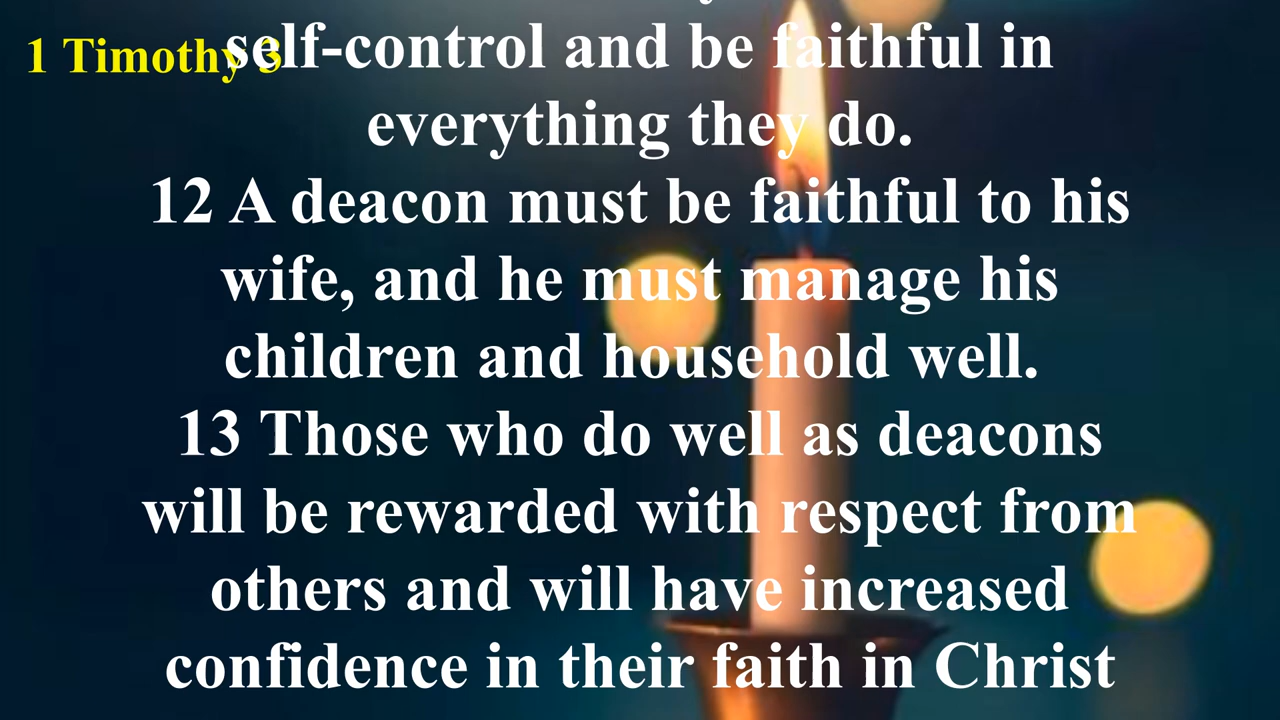 1 Timothy 3
self-control and be faithful in
everything they do.
12 A deacon must be faithful to his
wife, and he must manage his
children and household well.
13 Those who do well as deacons
will be rewarded with respect from
others and will have increased
confidence in their faith in Christ